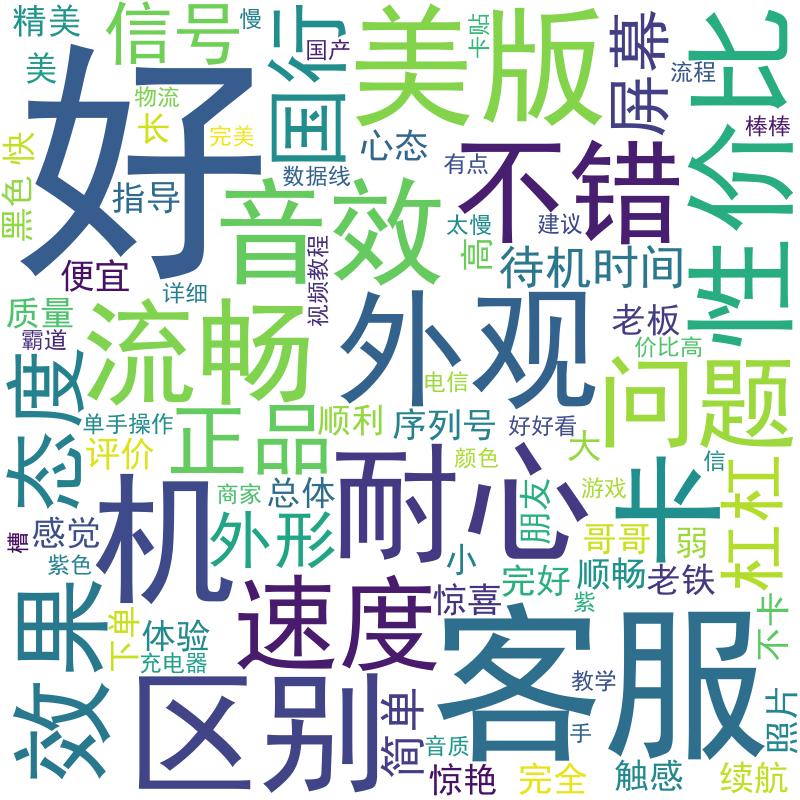 精美
信号
慢
国产
美版
卡贴
屏幕
性价比
美
国行
流程
好
物流
长
完美
心态
不错
棒棒
黑色
快
指导
数据线
有点
音效
太慢
建议
高
待机时间
便宜
详细
视频教程
质量
霸道
流畅
外观
老板
价比高
态度
电信
问题
单手操作
正品
顺利
序列号
好好看
大
评价
耐心
颜色
卡
信
杠杠
机
商家
总体
朋友
游戏
槽
感觉
外形
哥哥
弱
紫色
小
完好
顺畅
老铁
效果
速度
惊喜
紫
不卡
下单
体验
充电器
客服
区别
简单
教学
照片
音质
手
惊艳
完全
触感
续航